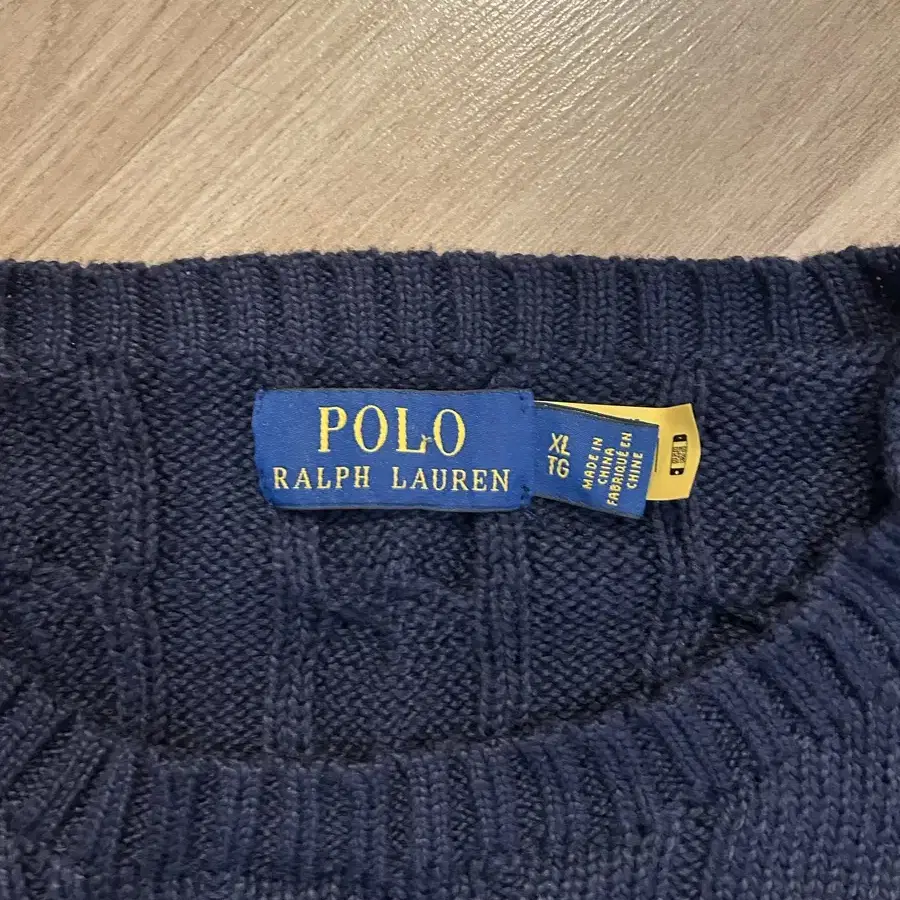 POLO
RALPH LAUREN
XL
TG
MADE IN
CHINA
FABRIQUÉ EN
CHINE